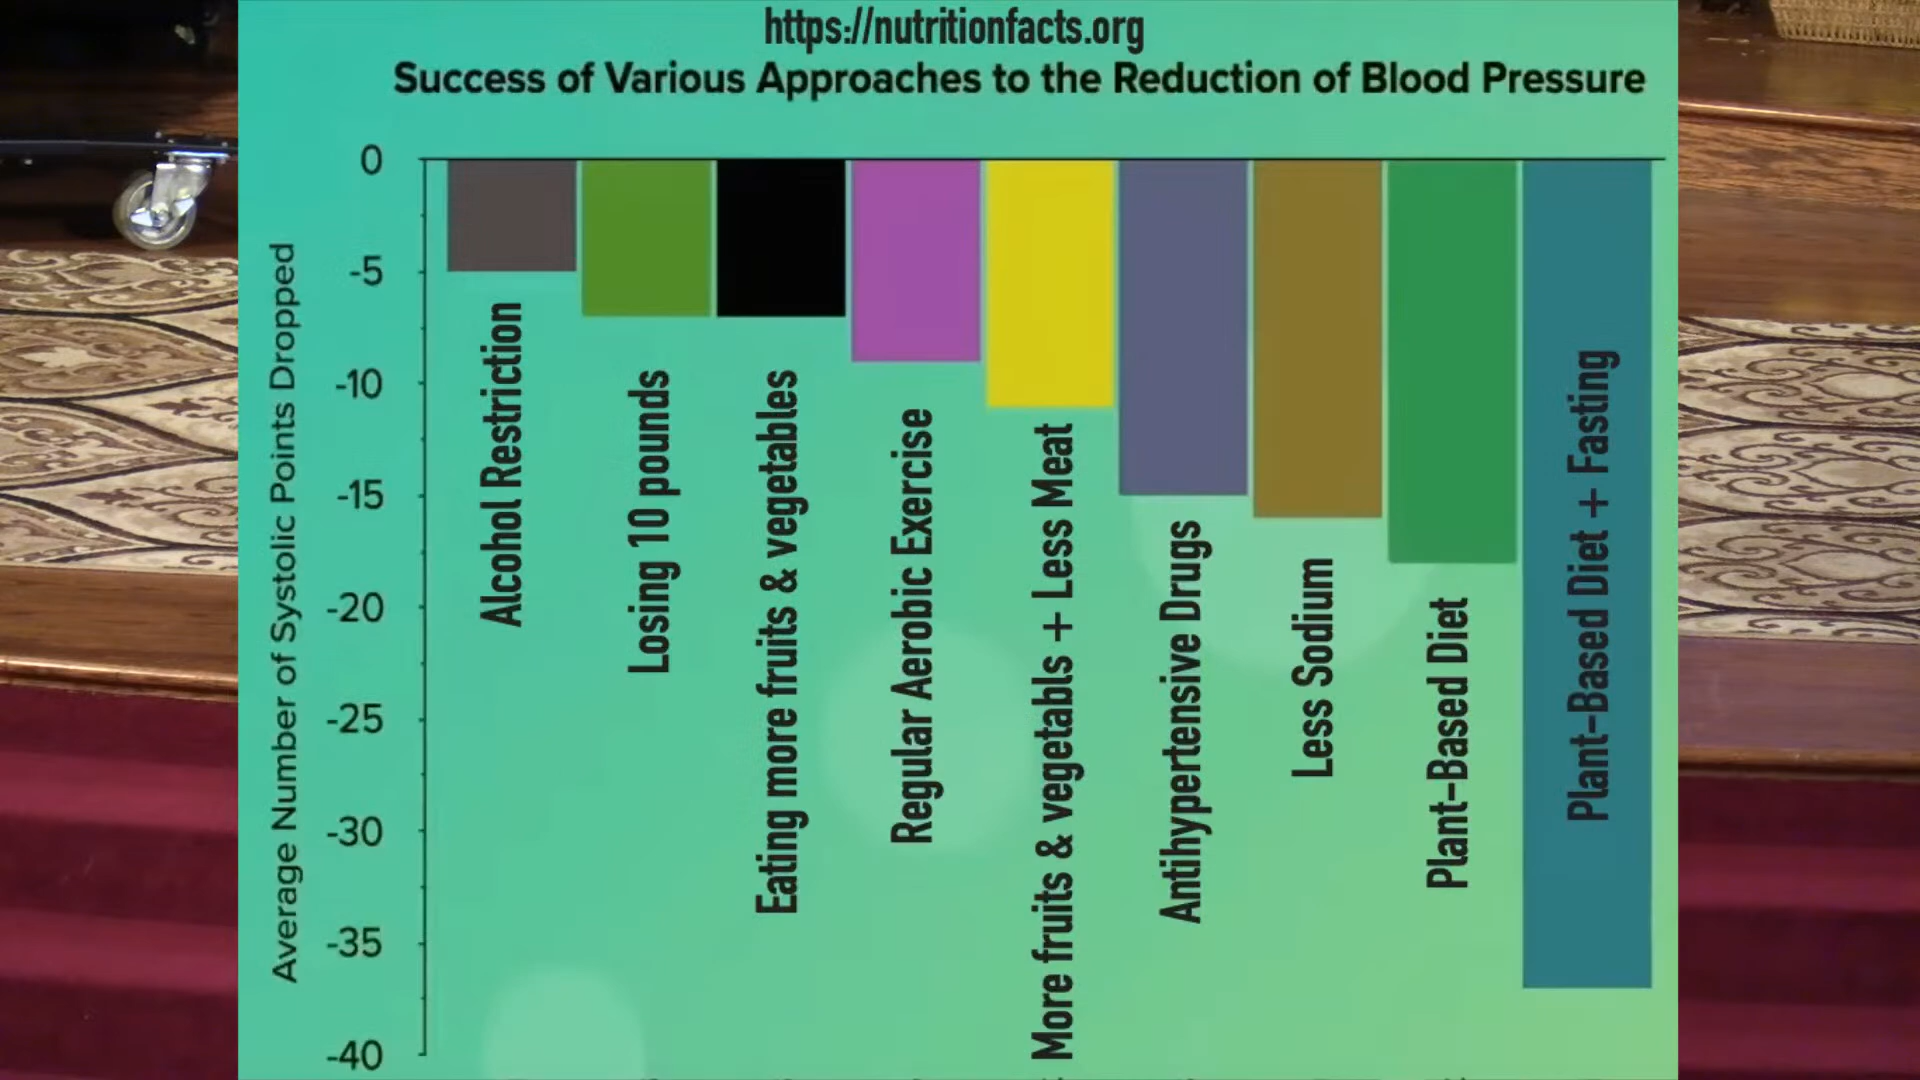 https://nutritionfacts.org
Success of Various Approaches to the Reduction of Blood Pressure
Average Number of Systolic Points Dropped
0
-5
-10
-15
-20
-25
-30
-35
-40
Alcohol Restriction
Losing 10 pounds
Eating more fruits & vegetables
Regular Aerobic Exercise
More fruits & vegetabls + Less Meat
Antihypertensive Drugs
Less Sodium
Plant-Based Diet
Plant-Based Diet + Fasting